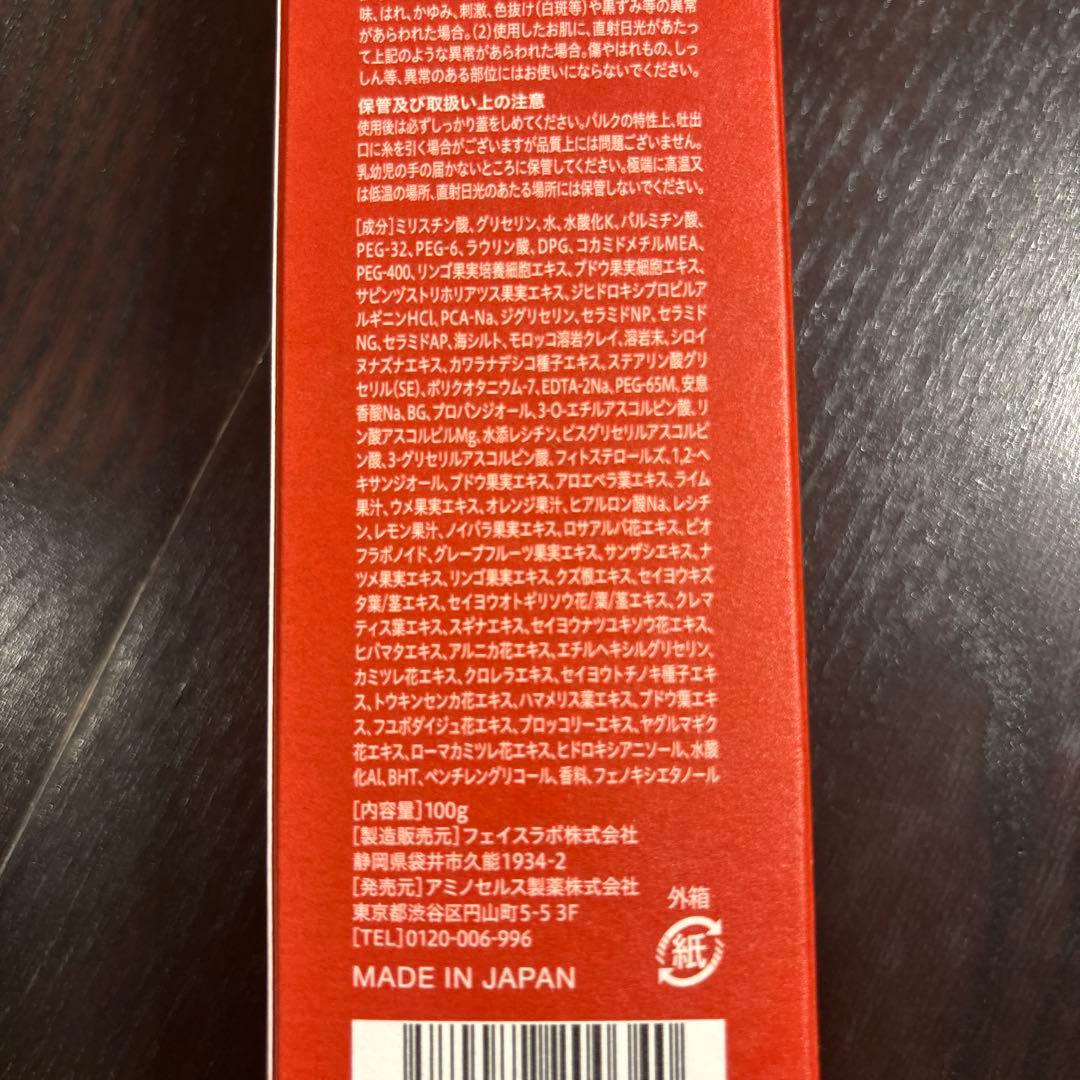 味、はれ、かゆみ、刺激、色抜け(白斑等)や黒ずみ等の異常
があらわれた場合。(2)使用したお肌に、直射日光があたっ
て上記のような異常があらわれた場合。傷やはれもの、しっ
しん等、異常のある部位にはお使いにならないでください。
保管及び取扱い上の注意
使用後は必ずしっかり蓋をしめてください。バルクの特性上、吐出
口に糸を引く場合がございますが品質上には問題ございません。
乳幼児の手の届かないところに保管してください。極端に高温又
は低温の場所、直射日光のあたる場所には保管しないでください。
[成分]ミリスチン酸、グリセリン、水、水酸化K、パルミチン酸、
PEG-32、PEG-6、ラウリン酸、DPG、コカミドメチルMEA、
PEG-400、リンゴ果実培養細胞エキス、ブドウ果実細胞エキス、
サピンヅストリホリアツス果実エキス、ジヒドロキシプロピルア
ルギニンHCl、PCA-Na、ジグリセリン、セラミドNP、セラミド
NG、セラミドAP、海シルト、モロッコ溶岩クレイ、溶岩末、シロイ
ヌナズナエキス、カワラナデシコ種子エキス、ステアリン酸グリ
セリル(SE)、ポリクオタニウム-7、EDTA-2Na、PEG-65M、安息
香酸Na、BG、プロパンジオール、3-O-エチルアスコルビン酸、リ
ン酸アスコルビルMg、水添レシチン、ビスグリセリルアスコルビ
ン酸、3-グリセリルアスコルビン酸、フィトステロールズ、1,2-ヘ
キサンジオール、ブドウ果実エキス、アロエベラ葉エキス、ライム
果汁、ウメ果実エキス、オレンジ果汁、ヒアルロン酸Na、レシチ
ン、レモン果汁、ノイバラ果実エキス、ロサアルバ花エキス、ビオ
フラボノイド、グレープフルーツ果実エキス、サンザシエキス、ナ
ツメ果実エキス、リンゴ果実エキス、クズ根エキス、セイヨウキズ
タ葉/茎エキス、セイヨウオトギリソウ花/葉/茎エキス、クレマ
ティス葉エキス、スギナエキス、セイヨウナツユキソウ花エキス、
ヒバマタエキス、アルニカ花エキス、エチルヘキシルグリセリン、
カミツレ花エキス、クロレラエキス、セイヨウトチノキ種子エキ
ス、トウキンセンカ花エキス、ハマメリス葉エキス、ブドウ葉エキ
ス、フユボダイジュ花エキス、ブロッコリーエキス、ヤグルマギク
花エキス、ローマカミツレ花エキス、ヒドロキシアニソール、水酸
化Al、BHT、ペンチレングリコール、香料、フェノキシエタノール
[内容量]100g
[製造販売元]フェイスラボ株式会社
静岡県袋井市久能1934-2
[発売元]アミノセルス製薬株式会社
東京都渋谷区円山町5-5 3F
[TEL]0120-006-996
外箱
紙
MADE IN JAPAN